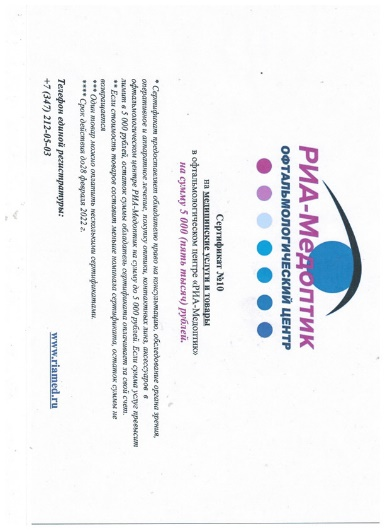 РИА-МЕДОПТИК
ОФТАЛЬМОЛОГИЧЕСКИЙ ЦЕНТР
Сертификат №10
на медицинские услуги и товары
в офтальмологическом центре «РИА-Медоптик»
на сумму 5 000 (пять тысяч) рублей.
* Сертификат предоставляет обладателю право на консультацию, обследование органа зрения,
оперативное и аппаратное лечение, покупку оптики, контактных линз, аксессуаров в
офтальмологическом центре РИА-Медоптик на сумму до 5 000 рублей. Если сумма услуг превысит
лимит в 5 000 рублей, остаток суммы обладатель сертификата оплачивает за свой счет.
** Если стоимость товаров составит меньше номинала сертификата, остаток суммы не
возвращается
*** Один товар можно оплатить несколькими сертификатами.
**** Срок действия до28 февраля 2022 г.
Телефон единой регистратуры:
+7 (347) 212-05-03
www.riamed.ru